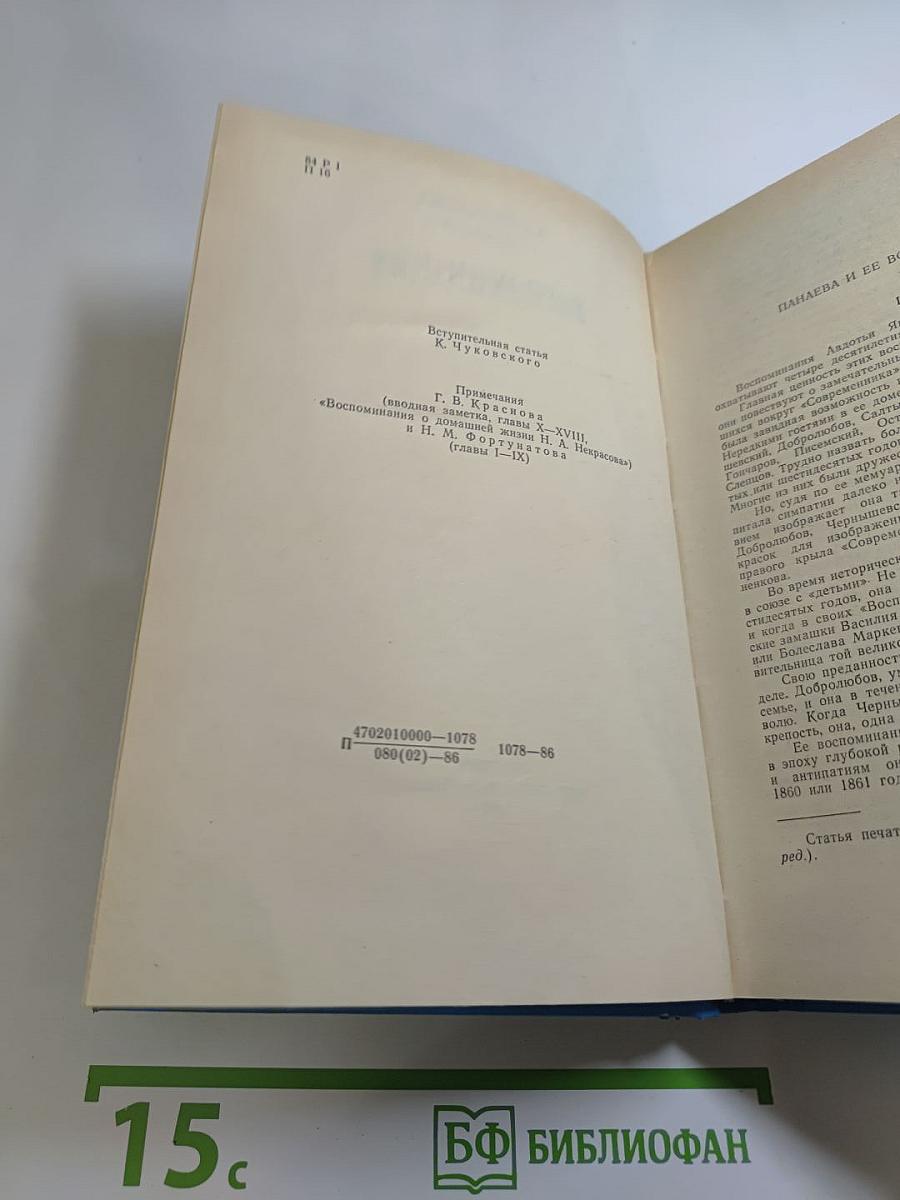 84 Р 1
П 16
Вступительная статья
К. Чуковского
Примечания
Г. В. Краснова
(вводная заметка, главы X—XVIII,
«Воспоминания о домашней жизни Н. А. Некрасова»)
и Н. М. Фортунатова
(главы I—IX)
П 4702010000—1078 1078—86
080(02)—86
ПАНАЕВА И ЕЕ ВО
Воспоминания Авдотьи Я
охватывают четыре десятилети
Главная ценность этих вос
они повествуют о замечательны
шихся вокруг «Современника»
была завидная возможность
Нередкими гостями в ее доме
шевский, Добролюбов, Салты
Гончаров, Писемский, Ост
Слепцов. Трудно назвать бол
тых или шестидесятых годо
Многие из них были дружес
Но, судя по ее мемуар
питала симпатии далеко н
вием изображает она т
Добролюбов, Чернышевс
красок для изображен
правого крыла «Совреме
ненкова.
Во время историческ
в союзе с «детьми». Не
стидесятых годов, она
и когда в своих «Восп
ские замашки Василия
или Болеслава Марке
вительница той велико
Свою преданност
деле. Добролюбов, у
семье, и она в течен
волю. Когда Черны
крепость, она, одна
Ее воспоминан
в эпоху глубокой
и антипатиям он
1860 или 1861 год
Статья печат
ред.).
15 с
БФ БИБЛИОФАН